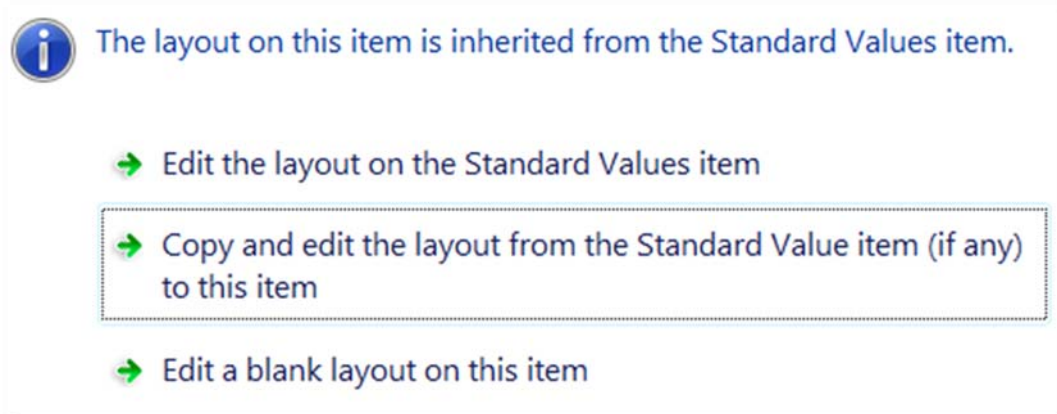 The layout on this item is inherited from the Standard Values item.
Edit the layout on the Standard Values item
Copy and edit the layout from the Standard Value item (if any)
to this item
Edit a blank layout on this item